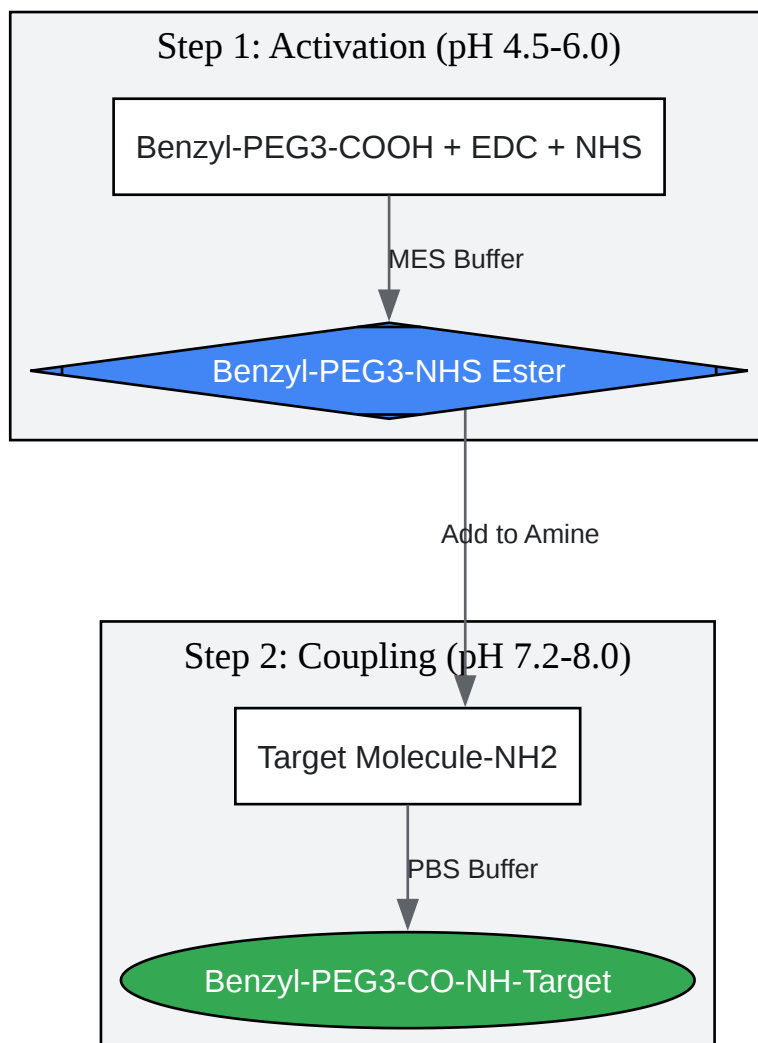 Step 1: Activation (pH 4.5-6.0)
Benzyl-PEG3-COOH + EDC + NHS
MES Buffer
Benzyl-PEG3-NHS Ester
Add to Amine
Step 2: Coupling (pH 7.2-8.0)
Target Molecule-NH2
PBS Buffer
Benzyl-PEG3-CO-NH-Target